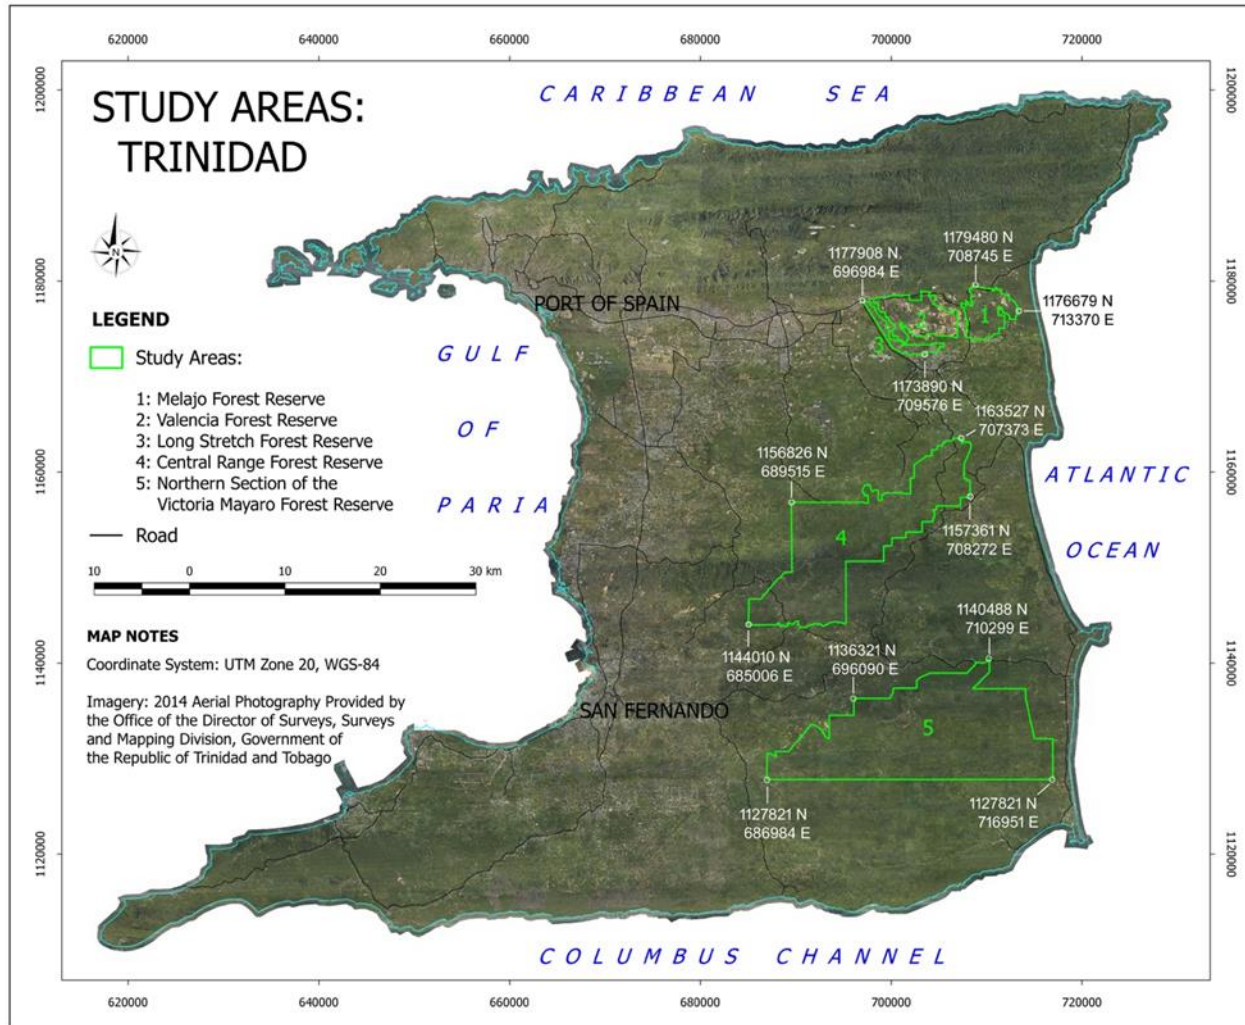 620000 640000 660000 680000 700000 720000
1200000
1200000
CARIBBEAN SEA
STUDY AREAS:
TRINIDAD
N
1179480 N
708745 E
1177908 N
696984 E
1180000
1180000
1176679 N
713370 E
PORT OF SPAIN
2
1
3
LEGEND
Study Areas:
1: Melajo Forest Reserve
2: Valencia Forest Reserve
3: Long Stretch Forest Reserve
4: Central Range Forest Reserve
5: Northern Section of the
Victoria Mayaro Forest Reserve
Road
10 0 10 20 30 km
GULF
OF
PARIA
1173890 N
709576 E
1163527 N
707373 E
1156826 N
689515 E
1160000
1160000
ATLANTIC
OCEAN
4
1157361 N
708272 E
1140488 N
710299 E
1144010 N
685006 E
1136321 N
696090 E
1140000
1140000
MAP NOTES
Coordinate System: UTM Zone 20, WGS-84
Imagery: 2014 Aerial Photography Provided by
the Office of the Director of Surveys, Surveys
and Mapping Division, Government of
the Republic of Trinidad and Tobago
SAN FERNANDO
5
1127821 N
686984 E
1127821 N
716951 E
1120000
1120000
COLUMBUS CHANNEL
620000 640000 660000 680000 700000 720000